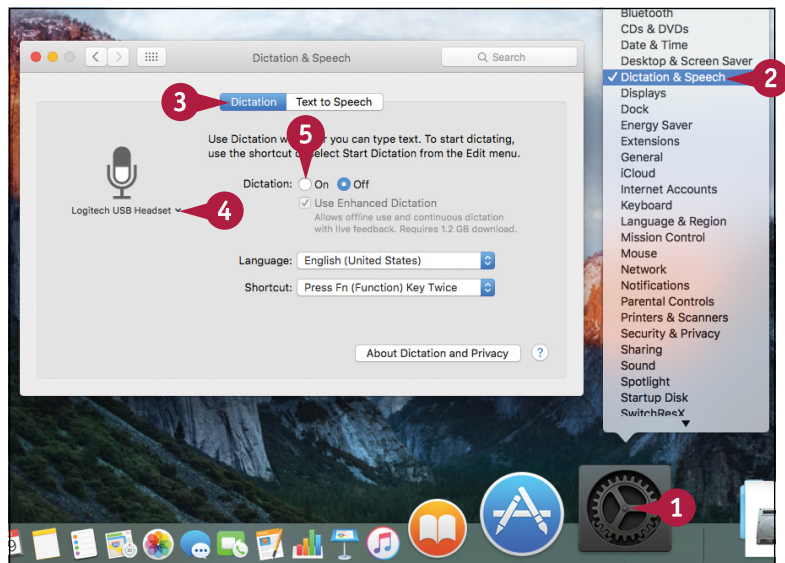 Dictation & Speech
Search
Dictation
Text to Speech
3
5
Use Dictation you can type text. To start dictating,
use the shortcut select Start Dictation from the Edit menu.
Dictation: On Off
Use Enhanced Dictation
Allows offline use and continuous dictation
with live feedback. Requires 1.2 GB download.
Logitech USB Headset
4
Language: English (United States)
Shortcut: Press Fn (Function) Key Twice
About Dictation and Privacy
?
Bluetooth
CDs & DVDs
Date & Time
Desktop & Screen Saver
✓ Dictation & Speech
2
Displays
Dock
Energy Saver
Extensions
General
iCloud
Internet Accounts
Keyboard
Language & Region
Mission Control
Mouse
Network
Notifications
Parental Controls
Printers & Scanners
Security & Privacy
Sharing
Sound
Spotlight
Startup Disk
SwitchResX
1
9